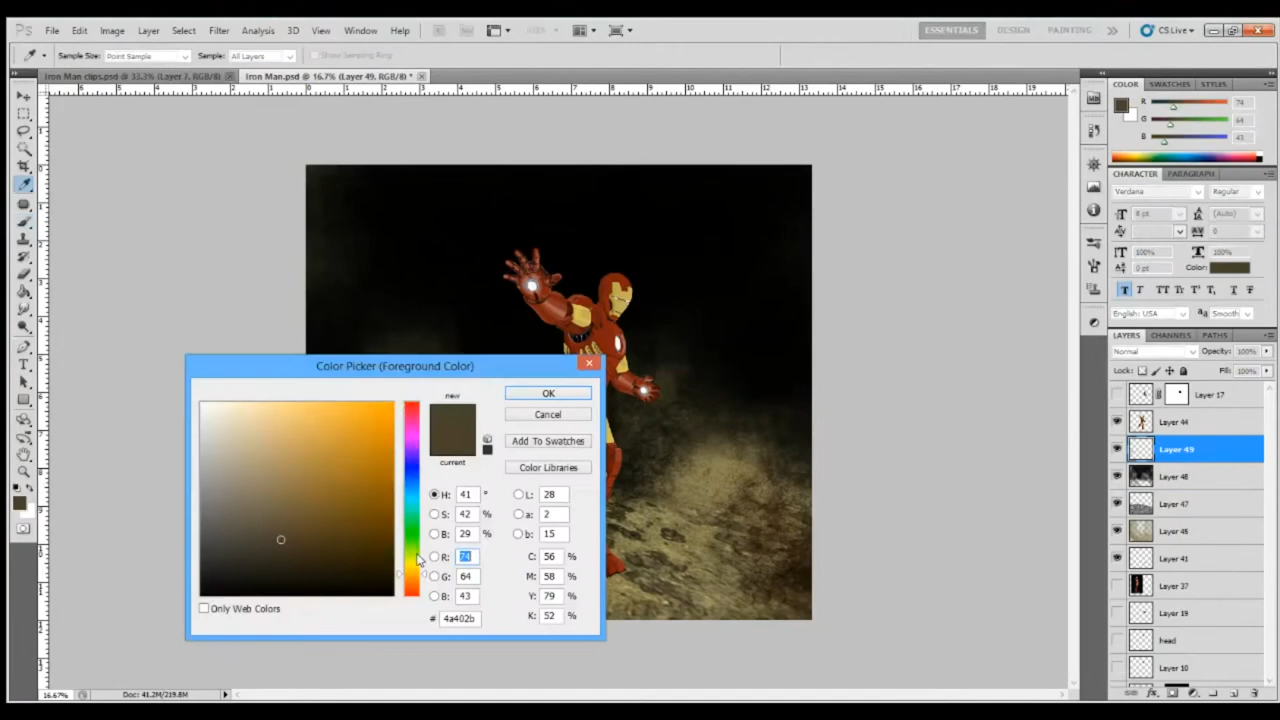 Ps File Edit Image Layer Select Filter Analysis 3D View Window Help ESSENTIALS DESIGN PAINTING CS Live
Sample Size: Point Sample Sample: All Layers Show Sampling Ring
Iron Man clips.psd @ 33.3% (Layer 7, RGB/8) Iron Man.psd @ 16.7% (Layer 49, RGB/8) *
COLOR SWATCHES STYLES
R 74
G 64
B 43
CHARACTER PARAGRAPH
Verdana Regular
8 pt (Auto)
0
100% 100%
0 pt Color:
T T TT Tr T¹ T₁ T T
English: USA Smooth
LAYERS CHANNELS PATHS
Normal Opacity: 100%
Lock: Fill: 100%
Layer 17
Layer 44
Layer 49
Layer 48
Layer 47
Layer 45
Layer 41
Layer 37
Layer 19
head
Layer 10
Color Picker (Foreground Color)
new
current
OK
Cancel
Add To Swatches
Color Libraries
H: 41 ° L: 28
S: 42 % a: 2
B: 29 % b: 15
R: 74 C: 56 %
G: 64 M: 58 %
B: 43 Y: 79 %
# 4a402b K: 52 %
Only Web Colors
16.67% Doc: 41.2M/219.8M